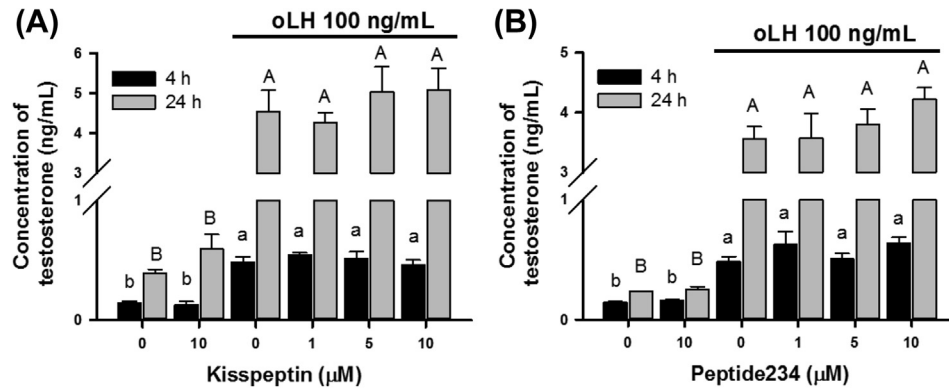 (A)
oLH 100 ng/mL
Concentration of
testosterone (ng/mL)
6
5
4
3
1
0
4 h
24 h
b B b B a A a A a A a A
0 10 0 1 5 10
Kisspeptin (μM)
(B)
oLH 100 ng/mL
Concentration of
testosterone (ng/mL)
5
4
3
1
0
4 h
24 h
b B b B a A a A a A a A
0 10 0 1 5 10
Peptide234 (μM)